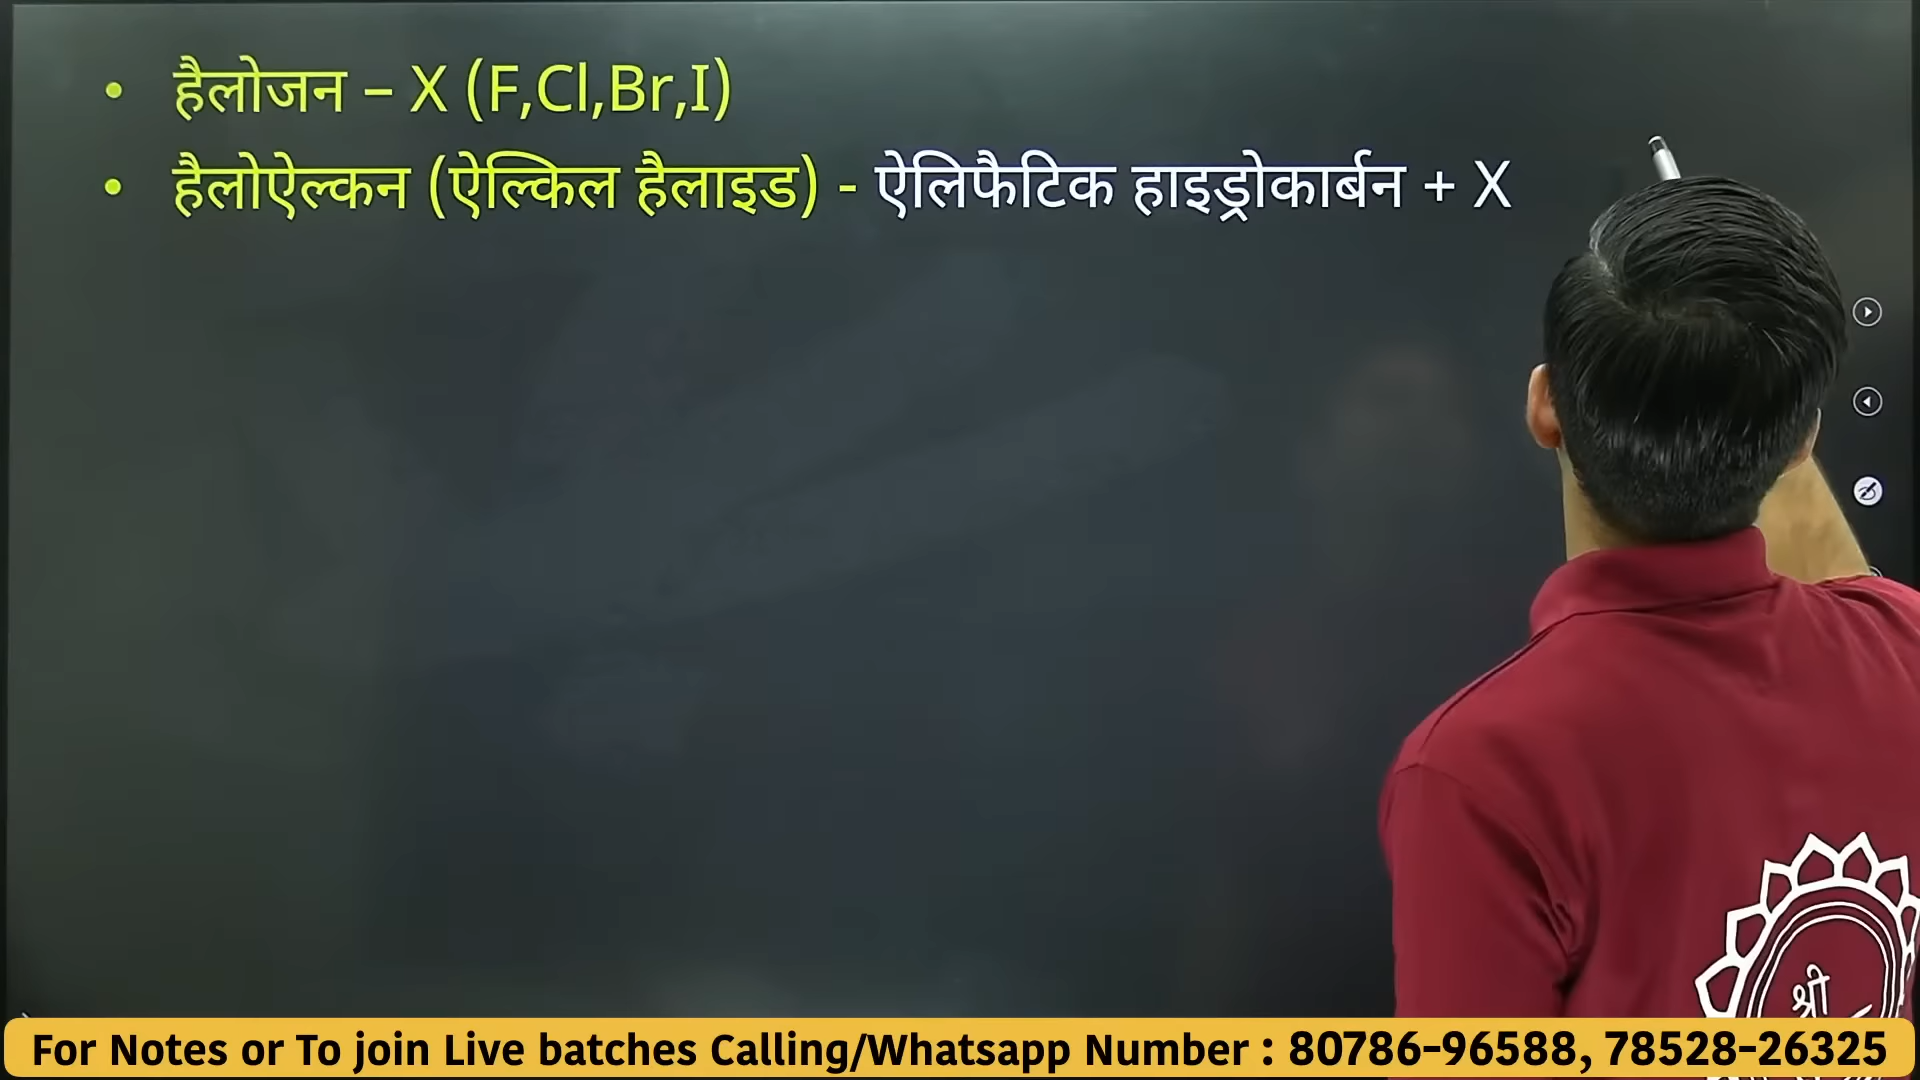 • हैलोजन – X (F,Cl,Br,I)
• हैलोऐल्कन (ऐल्किल हैलाइड) - ऐलिफैटिक हाइड्रोकार्बन + X
श्री
For Notes or To join Live batches Calling/Whatsapp Number : 80786-96588, 78528-26325